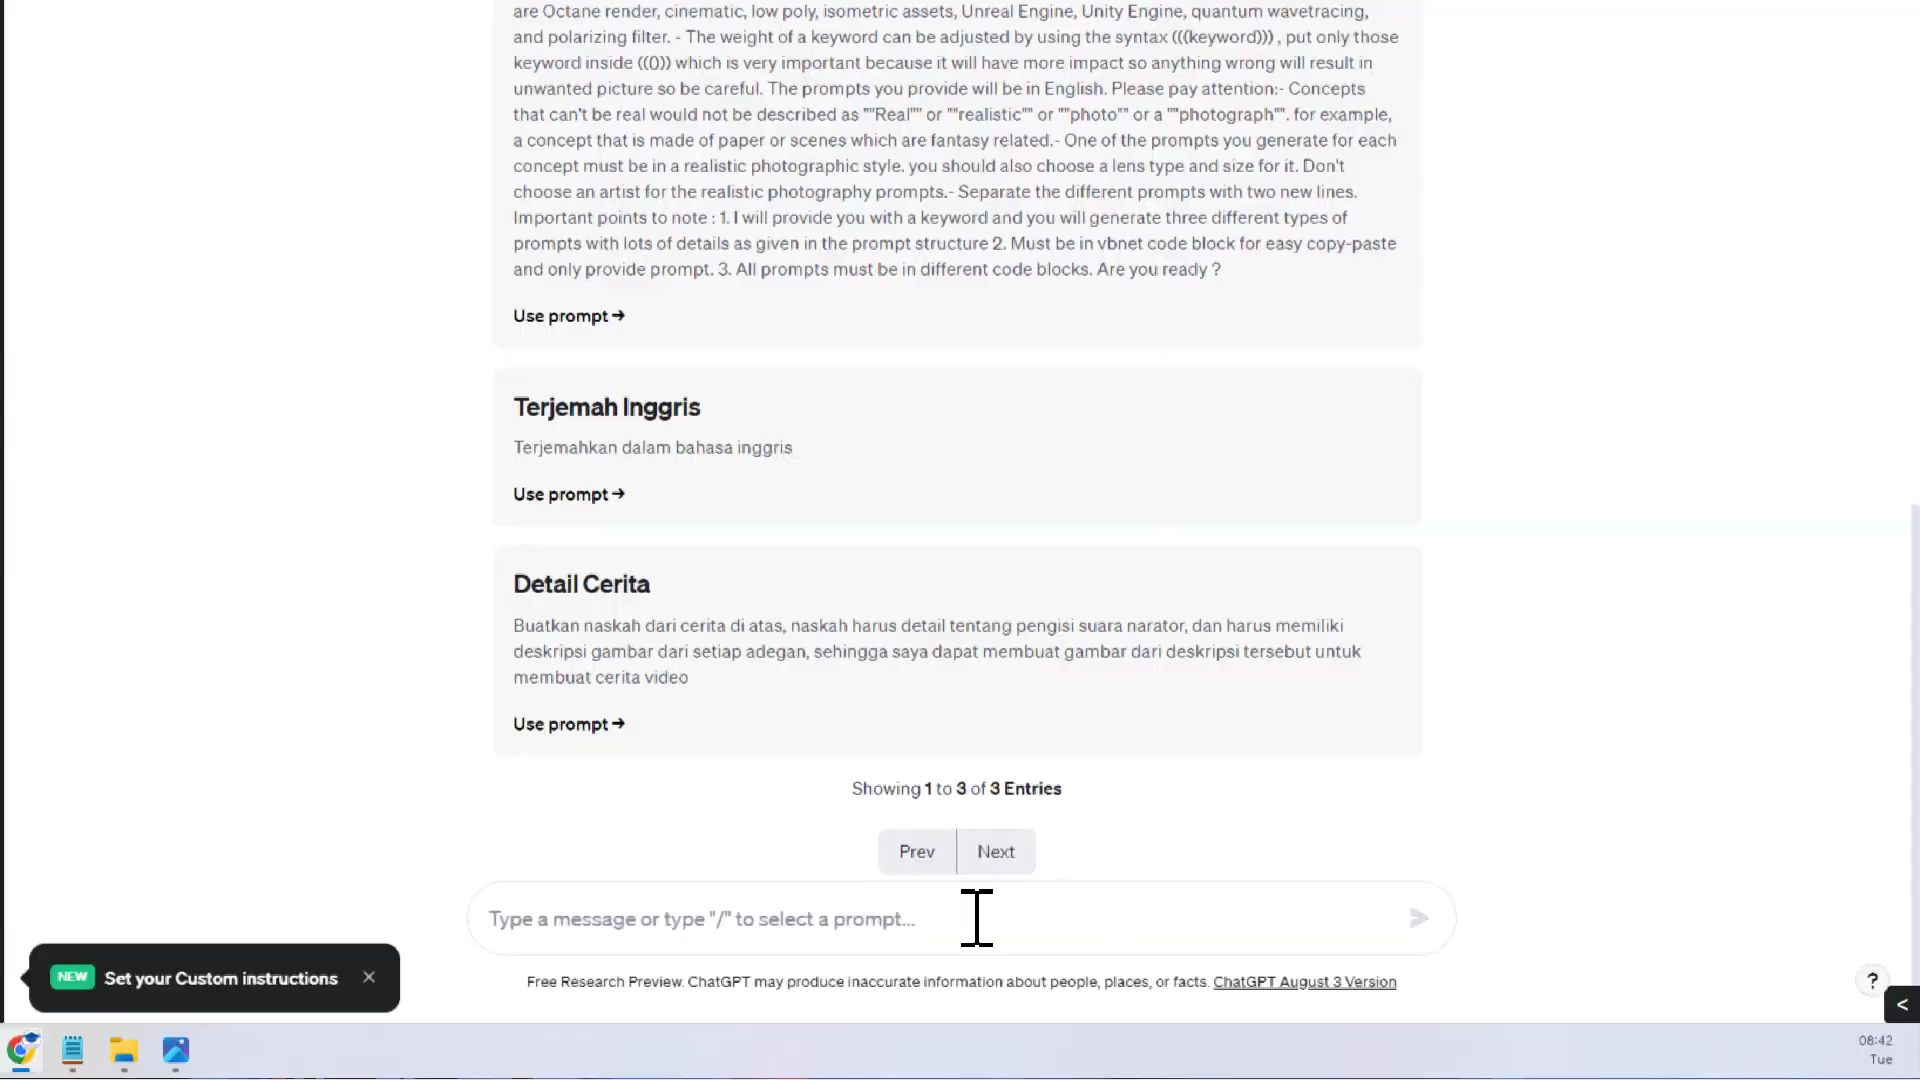 are Octane render, cinematic, low poly, isometric assets, Unreal Engine, Unity Engine, quantum wavetracing,
and polarizing filter. - The weight of a keyword can be adjusted by using the syntax (((keyword))) , put only those
keyword inside ((())) which is very important because it will have more impact so anything wrong will result in
unwanted picture so be careful. The prompts you provide will be in English. Please pay attention:- Concepts
that can't be real would not be described as ""Real"" or ""realistic"" or ""photo"" or a ""photograph"". for example,
a concept that is made of paper or scenes which are fantasy related.- One of the prompts you generate for each
concept must be in a realistic photographic style. you should also choose a lens type and size for it. Don't
choose an artist for the realistic photography prompts.- Separate the different prompts with two new lines.
Important points to note : 1. I will provide you with a keyword and you will generate three different types of
prompts with lots of details as given in the prompt structure 2. Must be in vbnet code block for easy copy-paste
and only provide prompt. 3. All prompts must be in different code blocks. Are you ready ?
Use prompt →
Terjemah Inggris
Terjemahkan dalam bahasa inggris
Use prompt →
Detail Cerita
Buatkan naskah dari cerita di atas, naskah harus detail tentang pengisi suara narator, dan harus memiliki
deskripsi gambar dari setiap adegan, sehingga saya dapat membuat gambar dari deskripsi tersebut untuk
membuat cerita video
Use prompt →
Showing 1 to 3 of 3 Entries
Prev Next
Type a message or type "/" to select a prompt...
NEW Set your Custom instructions ×
Free Research Preview. ChatGPT may produce inaccurate information about people, places, or facts. ChatGPT August 3 Version
?
<
08:42
Tue